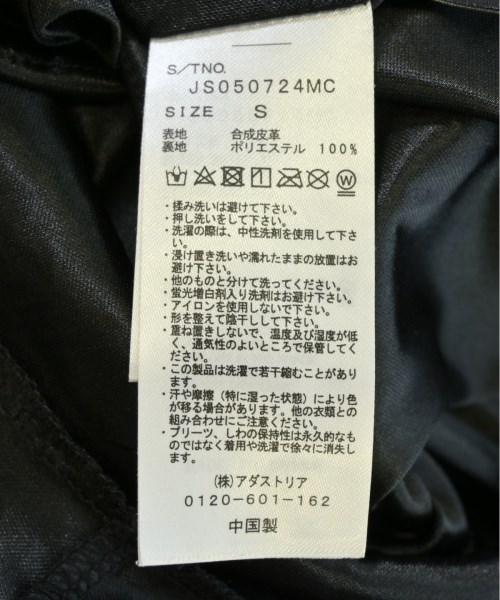 S/TNO.
JS050724MC
SIZE S
表地 合成皮革
裏地 ポリエステル 100%
・揉み洗いは避けて下さい。
・押し洗いをして下さい。
・洗濯の際は、中性洗剤を使用して下さ
い。
・浸け置き洗いや濡れたままの放置はお
避け下さい。
・他のものと分けて洗ってください。
・蛍光増白剤入り洗剤はお避け下さい。
・アイロンを使用しないで下さい。
・形を整えて陰干しして下さい。
・重ね置きしないで、温度及び湿度が低
く、通気性のよいところで保管してく
ださい。
・この製品は洗濯で若干縮むことがあり
ます。
・汗や摩擦（特に湿った状態）により色
が移る場合があります。他の衣類との
組み合わせにご注意ください。
・プリーツ、しわの保持性は永久的なも
のではなく着用や洗濯で徐々に消失し
ます。
(株)アダストリア
0120-601-162
中国製